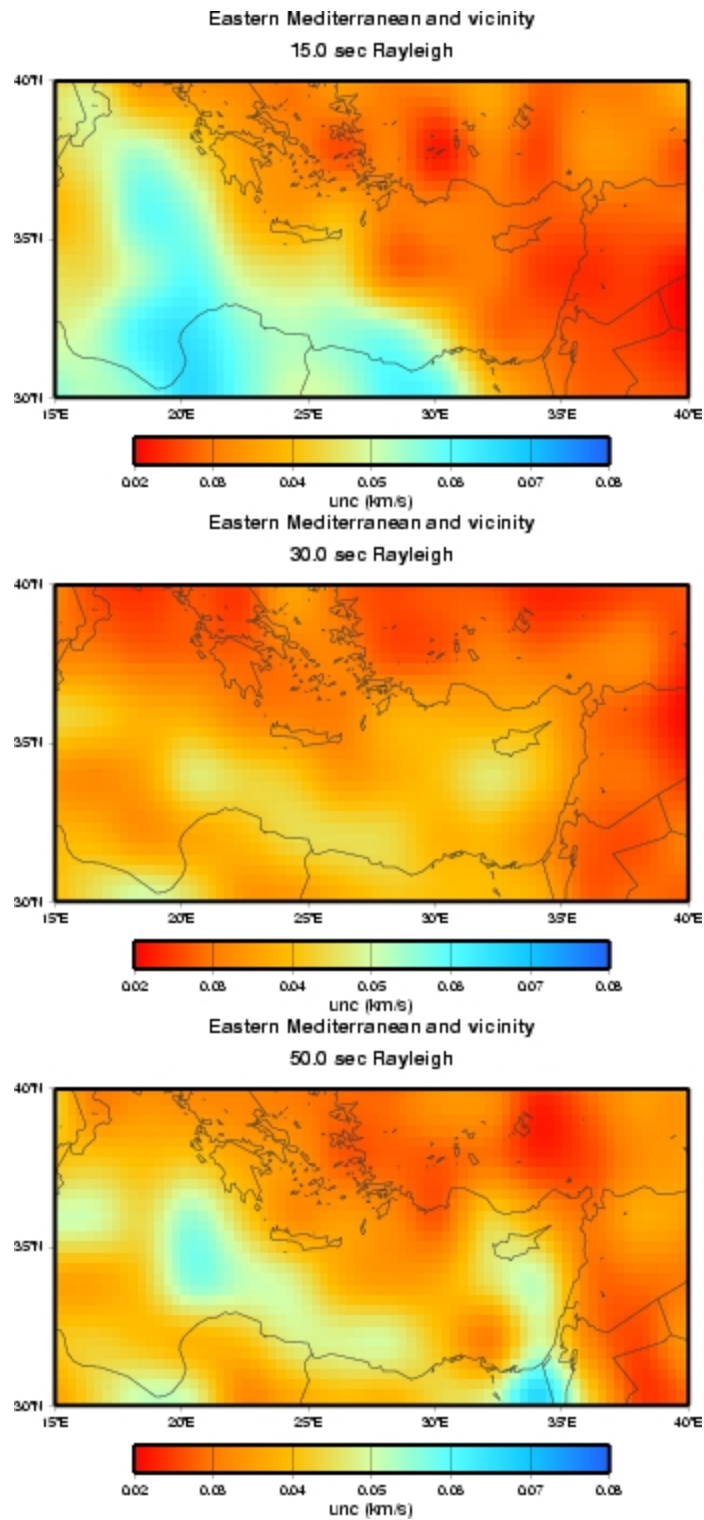 Eastern Mediterranean and vicinity
15.0 sec Rayleigh
40°N
35°N
30°N
15°E 20°E 25°E 30°E 35°E 40°E
0.02 0.03 0.04 0.05 0.06 0.07 0.08
unc (km/s)
Eastern Mediterranean and vicinity
30.0 sec Rayleigh
40°N
35°N
30°N
15°E 20°E 25°E 30°E 35°E 40°E
0.02 0.03 0.04 0.05 0.06 0.07 0.08
unc (km/s)
Eastern Mediterranean and vicinity
50.0 sec Rayleigh
40°N
35°N
30°N
15°E 20°E 25°E 30°E 35°E 40°E
0.02 0.03 0.04 0.05 0.06 0.07 0.08
unc (km/s)